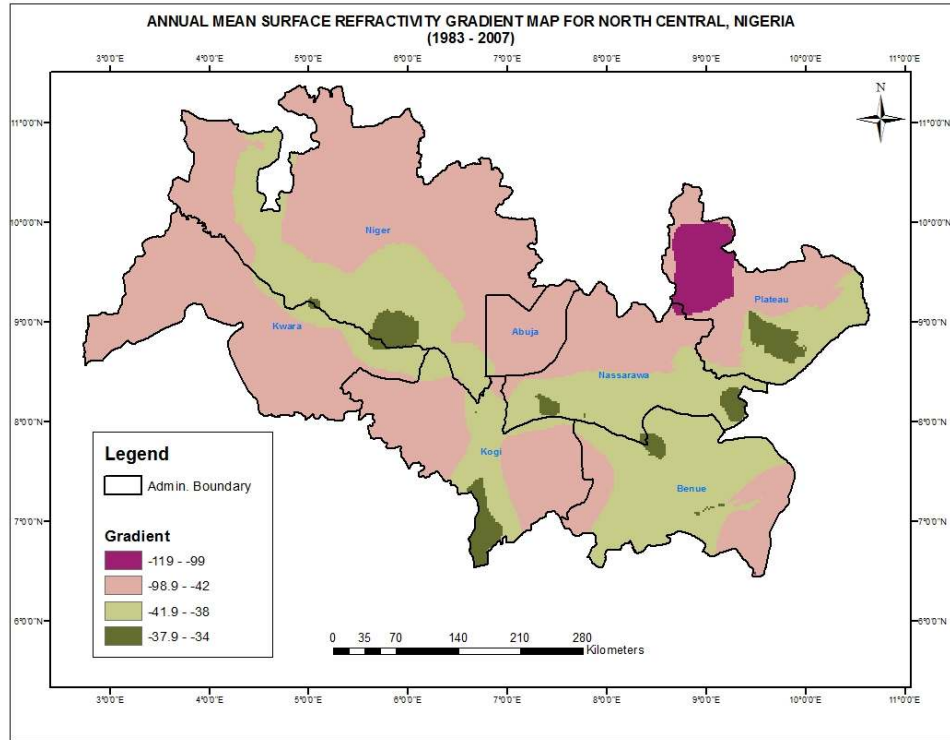 ANNUAL MEAN SURFACE REFRACTIVITY GRADIENT MAP FOR NORTH CENTRAL, NIGERIA
(1983 - 2007)
3°0'0"E 4°0'0"E 5°0'0"E 6°0'0"E 7°0'0"E 8°0'0"E 9°0'0"E 10°0'0"E 11°0'0"E
N
11°0'0"N 11°0'0"N
10°0'0"N 10°0'0"N
Niger
Plateau
9°0'0"N 9°0'0"N
Kwara
Abuja
Nassarawa
8°0'0"N 8°0'0"N
Kogi
Benue
7°0'0"N 7°0'0"N
6°0'0"N 6°0'0"N
Legend
Admin. Boundary
Gradient
-119 - -99
-98.9 - -42
-41.9 - -38
-37.9 - -34
0 35 70 140 210 280
Kilometers
3°0'0"E 4°0'0"E 5°0'0"E 6°0'0"E 7°0'0"E 8°0'0"E 9°0'0"E 10°0'0"E 11°0'0"E